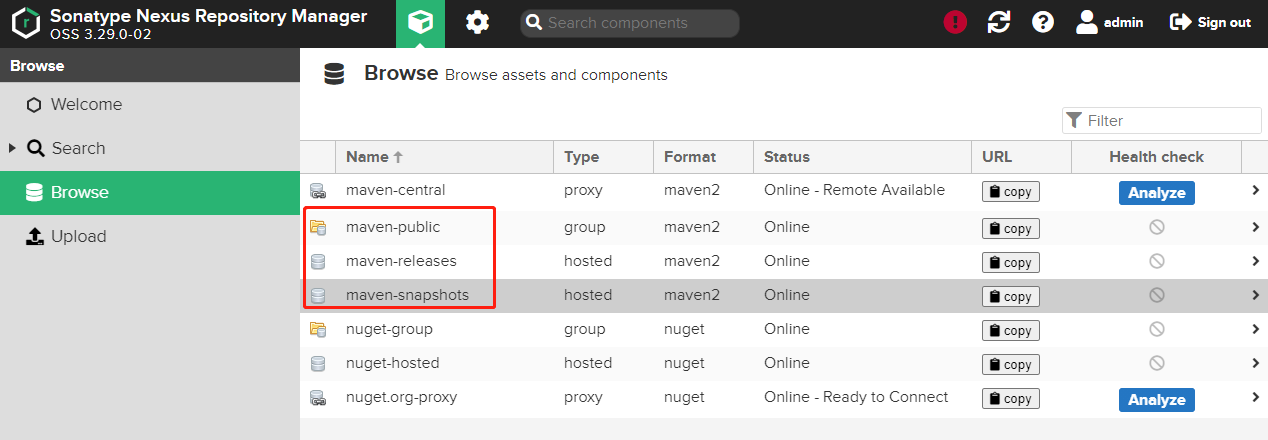 Sonatype Nexus Repository Manager
OSS 3.29.0-02
Search components
admin
Sign out
Browse
Welcome
Search
Browse
Upload
Browse Browse assets and components
Filter
Name Type Format Status URL Health check
maven-central proxy maven2 Online - Remote Available copy Analyze
maven-public group maven2 Online copy
maven-releases hosted maven2 Online copy
maven-snapshots hosted maven2 Online copy
nuget-group group nuget Online copy
nuget-hosted hosted nuget Online copy
nuget.org-proxy proxy nuget Online - Ready to Connect copy Analyze